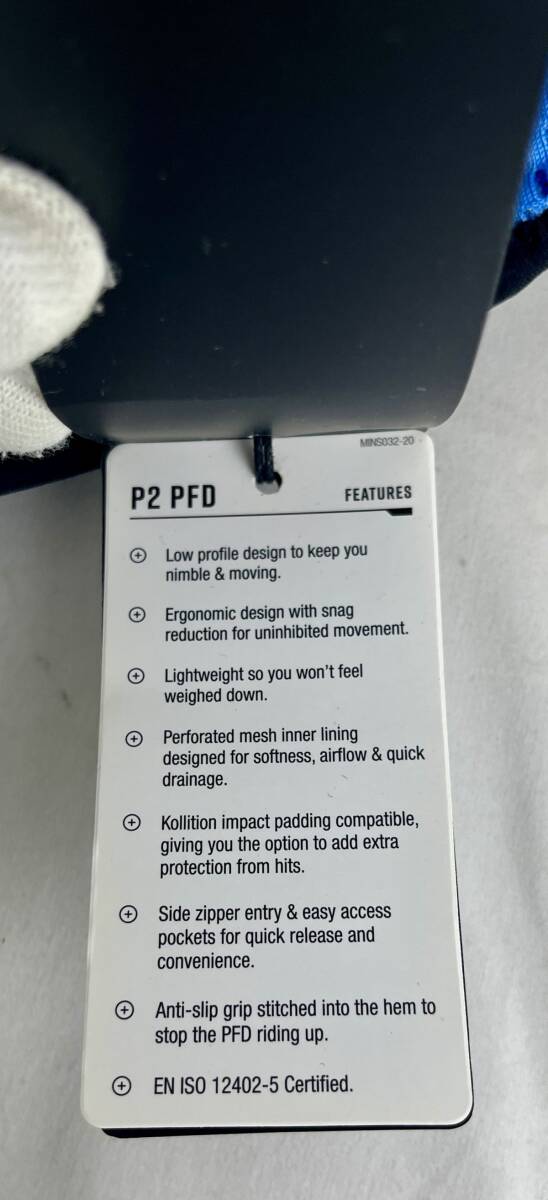 MINS032-20
P2 PFD
FEATURES
Low profile design to keep you
nimble & moving.
Ergonomic design with snag
reduction for uninhibited movement.
Lightweight so you won't feel
weighed down.
Perforated mesh inner lining
designed for softness, airflow & quick
drainage.
Kollition impact padding compatible,
giving you the option to add extra
protection from hits.
Side zipper entry & easy access
pockets for quick release and
convenience.
Anti-slip grip stitched into the hem to
stop the PFD riding up.
EN ISO 12402-5 Certified.